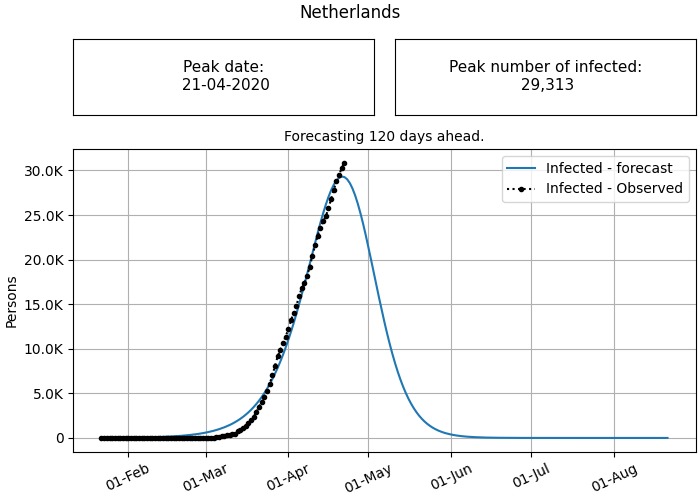 Netherlands
Peak date:
21-04-2020
Peak number of infected:
29,313
Forecasting 120 days ahead.
Infected - forecast
Infected - Observed
30.0K
25.0K
20.0K
15.0K
10.0K
5.0K
0
Persons
01-Feb
01-Mar
01-Apr
01-May
01-Jun
01-Jul
01-Aug